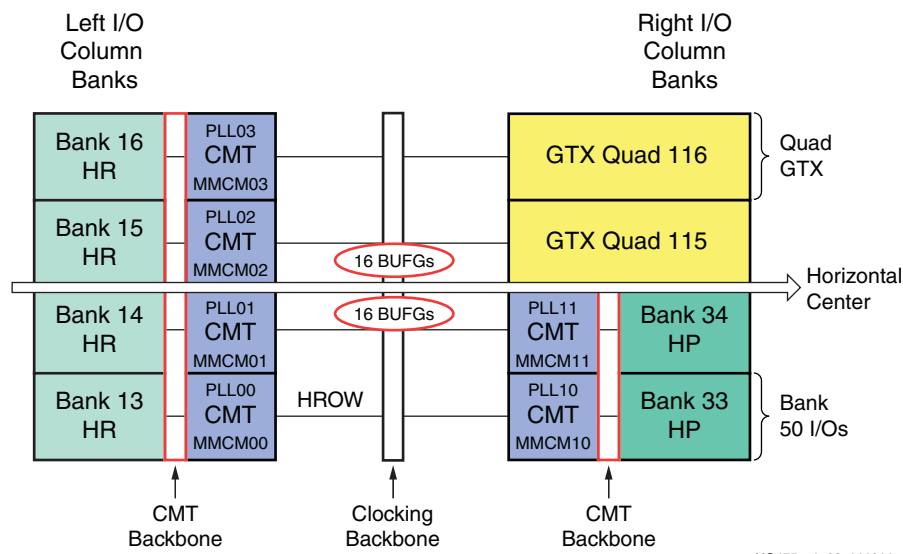 Left I/O
Column
Banks
Right I/O
Column
Banks
Bank 16
HR
PLL03
CMT
MMCM03
GTX Quad 116
Quad
GTX
Bank 15
HR
PLL02
CMT
MMCM02
16 BUFGs
GTX Quad 115
Horizontal
Center
Bank 14
HR
PLL01
CMT
MMCM01
16 BUFGs
PLL11
CMT
MMCM11
Bank 34
HP
Bank 13
HR
PLL00
CMT
MMCM00
HROW
PLL10
CMT
MMCM10
Bank 33
HP
Bank
50 I/Os
CMT
Backbone
Clocking
Backbone
CMT
Backbone